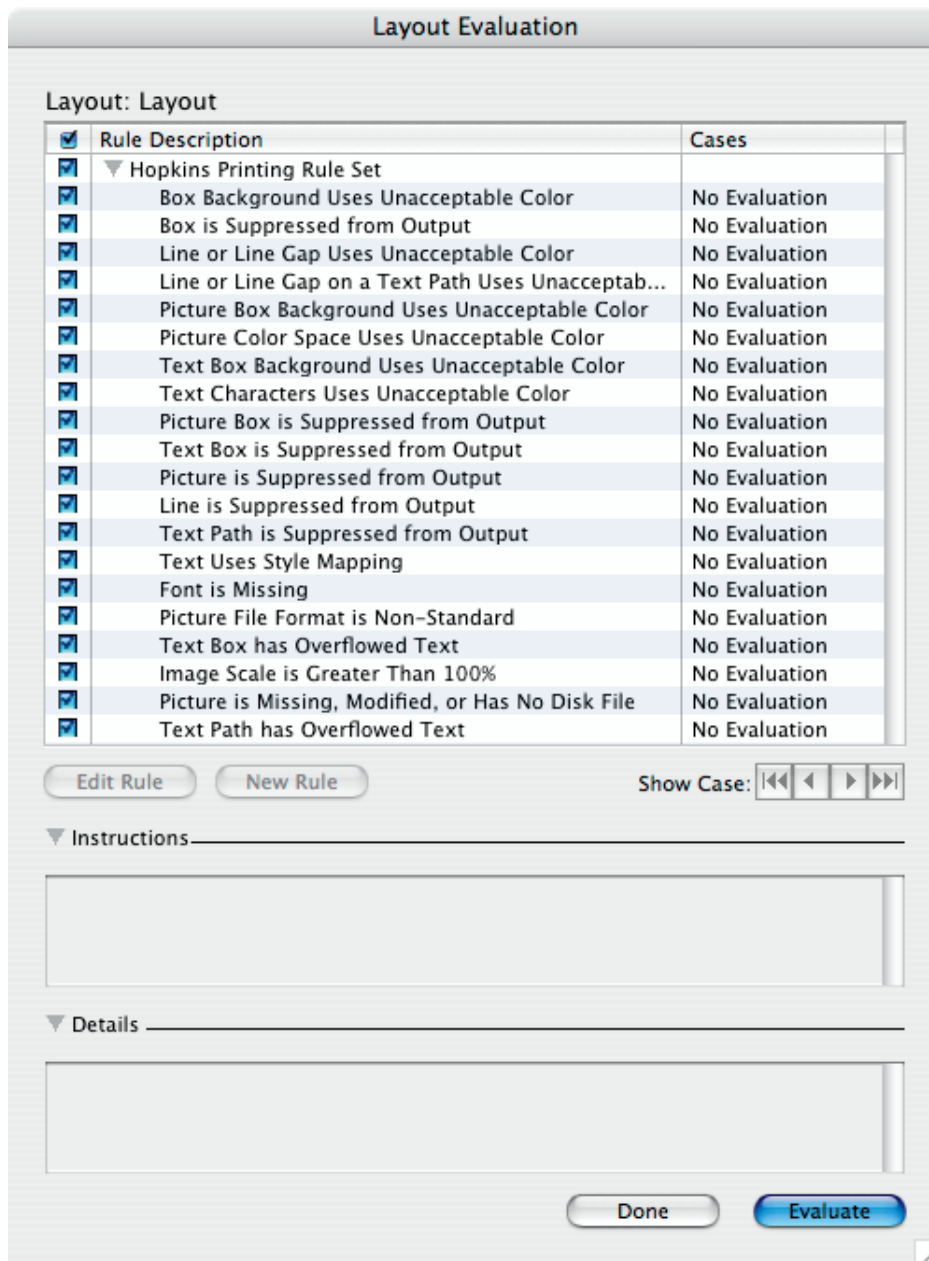 Layout Evaluation
Layout: Layout
Rule Description Cases
Hopkins Printing Rule Set
Box Background Uses Unacceptable Color No Evaluation
Box is Suppressed from Output No Evaluation
Line or Line Gap Uses Unacceptable Color No Evaluation
Line or Line Gap on a Text Path Uses Unacceptab... No Evaluation
Picture Box Background Uses Unacceptable Color No Evaluation
Picture Color Space Uses Unacceptable Color No Evaluation
Text Box Background Uses Unacceptable Color No Evaluation
Text Characters Uses Unacceptable Color No Evaluation
Picture Box is Suppressed from Output No Evaluation
Text Box is Suppressed from Output No Evaluation
Picture is Suppressed from Output No Evaluation
Line is Suppressed from Output No Evaluation
Text Path is Suppressed from Output No Evaluation
Text Uses Style Mapping No Evaluation
Font is Missing No Evaluation
Picture File Format is Non-Standard No Evaluation
Text Box has Overflowed Text No Evaluation
Image Scale is Greater Than 100% No Evaluation
Picture is Missing, Modified, or Has No Disk File No Evaluation
Text Path has Overflowed Text No Evaluation
Edit Rule New Rule Show Case:
Instructions
Details
Done Evaluate